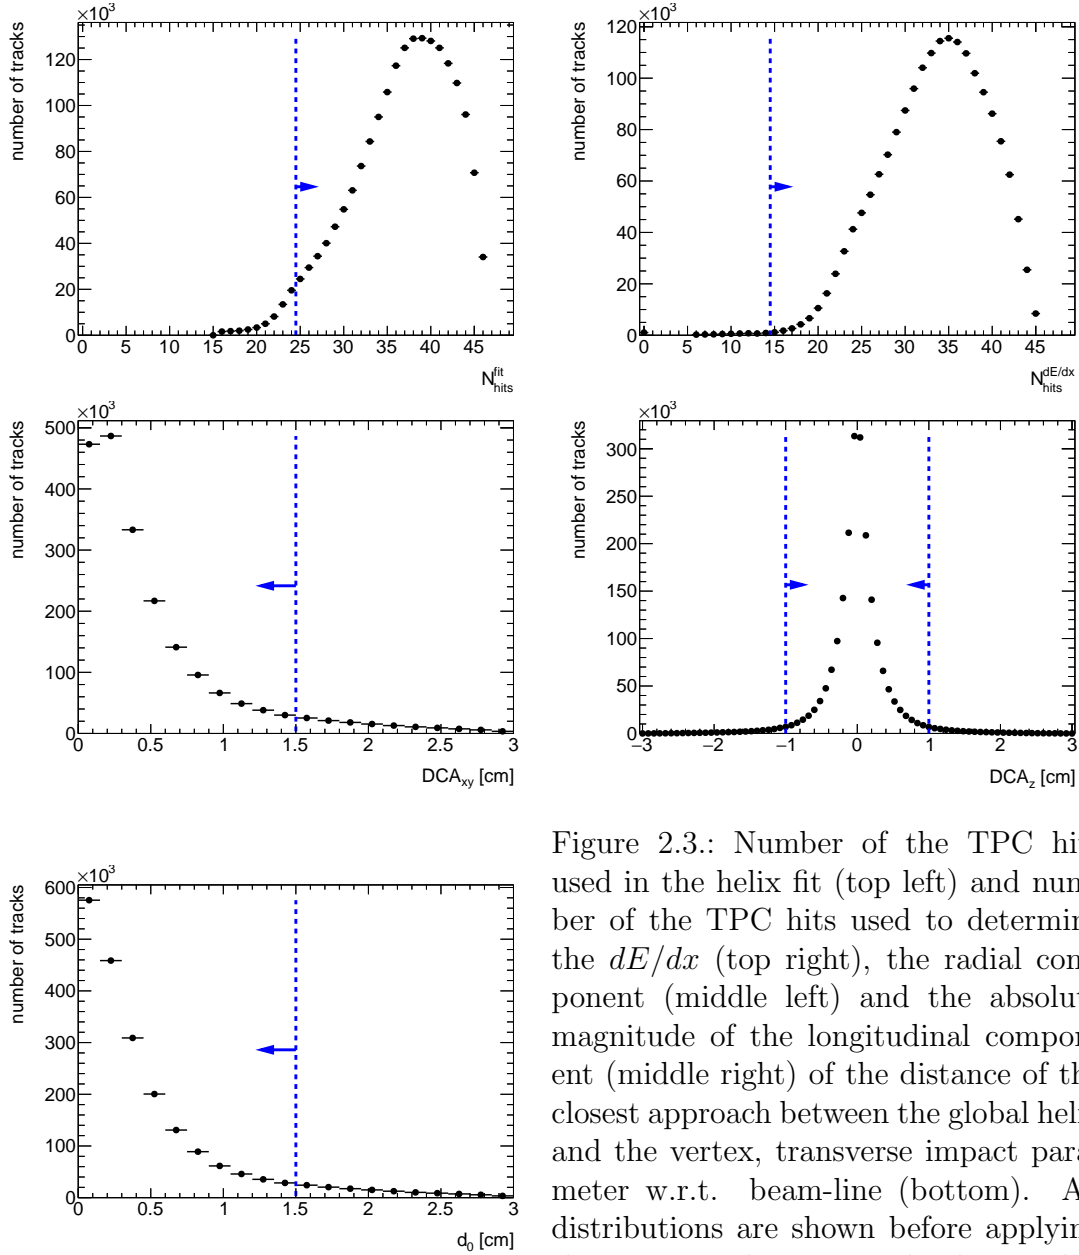 ×10³
number of tracks
120
100
80
60
40
20
0
0 5 10 15 20 25 30 35 40 45
N fit hits
×10³
number of tracks
120
100
80
60
40
20
0
0 5 10 15 20 25 30 35 40 45
N dE/dx hits
×10³
number of tracks
500
400
300
200
100
0
0 0.5 1 1.5 2 2.5 3
DCAxy [cm]
×10³
number of tracks
300
250
200
150
100
50
0
−3 −2 −1 0 1 2 3
DCAz [cm]
×10³
number of tracks
600
500
400
300
200
100
0
0 0.5 1 1.5 2 2.5 3
d0 [cm]
Figure 2.3.: Number of the TPC hit
used in the helix fit (top left) and num
ber of the TPC hits used to determin
the dE/dx (top right), the radial com
ponent (middle left) and the absolut
magnitude of the longitudinal compon
ent (middle right) of the distance of th
closest approach between the global heli
and the vertex, transverse impact para
meter w.r.t. beam-line (bottom). A
distributions are shown before applyin